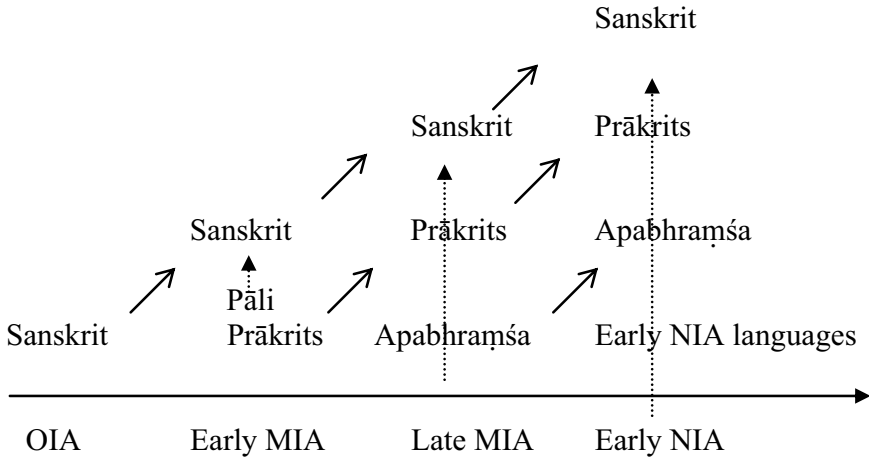 Sanskrit
Sanskrit Prākrits
Sanskrit Prākrits Apabhraṃśa
Pāli
Sanskrit Prākrits Apabhraṃśa Early NIA languages
OIA Early MIA Late MIA Early NIA